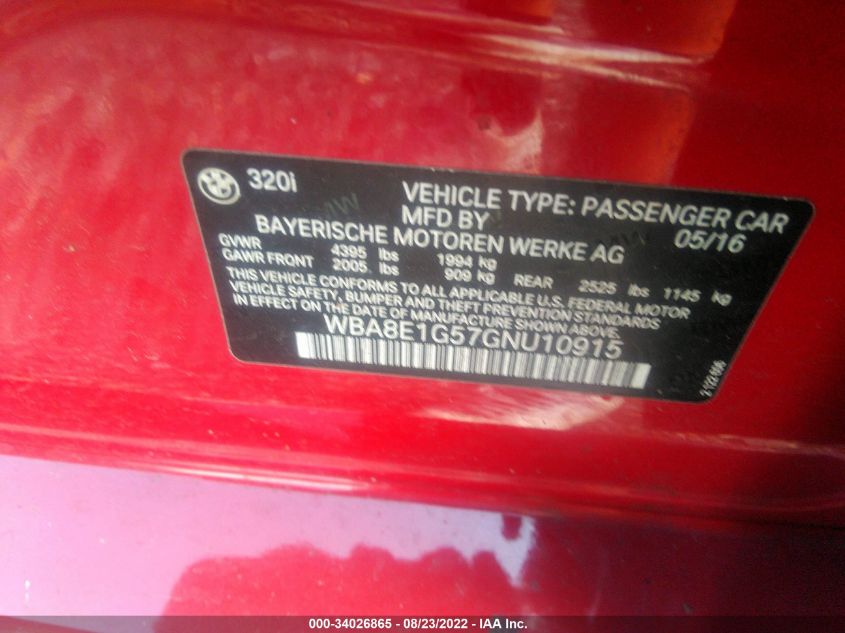 320i
VEHICLE TYPE: PASSENGER CAR
MFD BY 05/16
BAYERISCHE MOTOREN WERKE AG
GVWR 4395 lbs 1994 kg
GAWR FRONT 2005 lbs 909 kg REAR 2525 lbs 1145 kg
THIS VEHICLE CONFORMS TO ALL APPLICABLE U.S. FEDERAL MOTOR
VEHICLE SAFETY, BUMPER AND THEFT PREVENTION STANDARDS
IN EFFECT ON THE DATE OF MANUFACTURE SHOWN ABOVE.
WBA8E1G57GNU10915
000-34026865 - 08/23/2022 - IAA Inc.